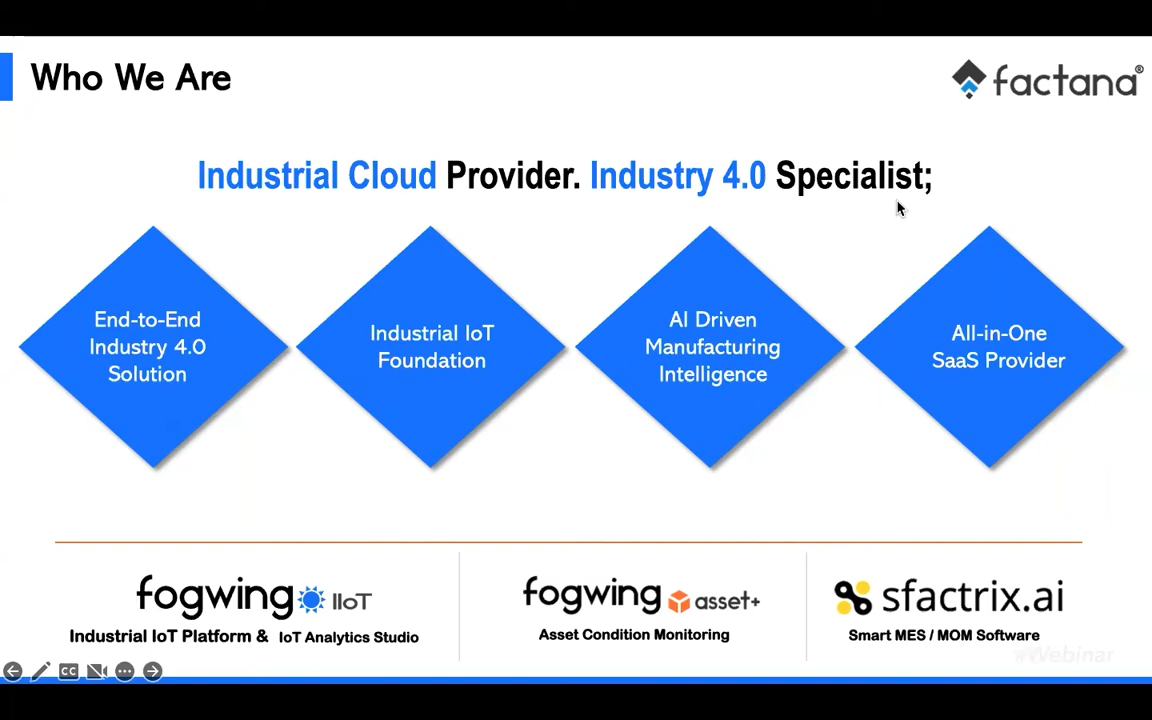 Who We Are
factana®
Industrial Cloud Provider. Industry 4.0 Specialist;
End-to-End
Industry 4.0
Solution
Industrial IoT
Foundation
AI Driven
Manufacturing
Intelligence
All-in-One
SaaS Provider
fogwing IIoT
Industrial IoT Platform & IoT Analytics Studio
fogwing asset+
Asset Condition Monitoring
sfactrix.ai
Smart MES / MOM Software
CC
eWebinar